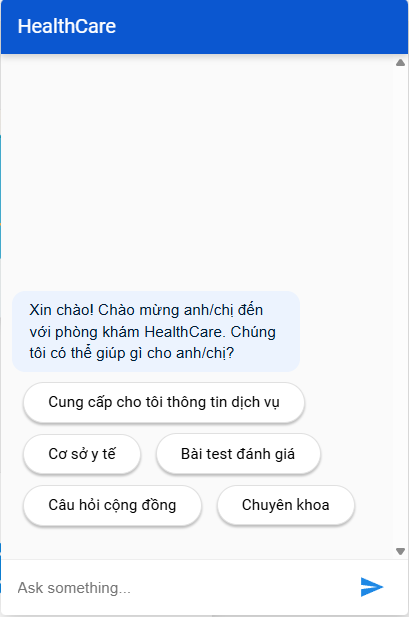 HealthCare
Xin chào! Chào mừng anh/chị đến
với phòng khám HealthCare. Chúng
tôi có thể giúp gì cho anh/chị?
Cung cấp cho tôi thông tin dịch vụ
Cơ sở y tế
Bài test đánh giá
Câu hỏi cộng đồng
Chuyên khoa
Ask something...